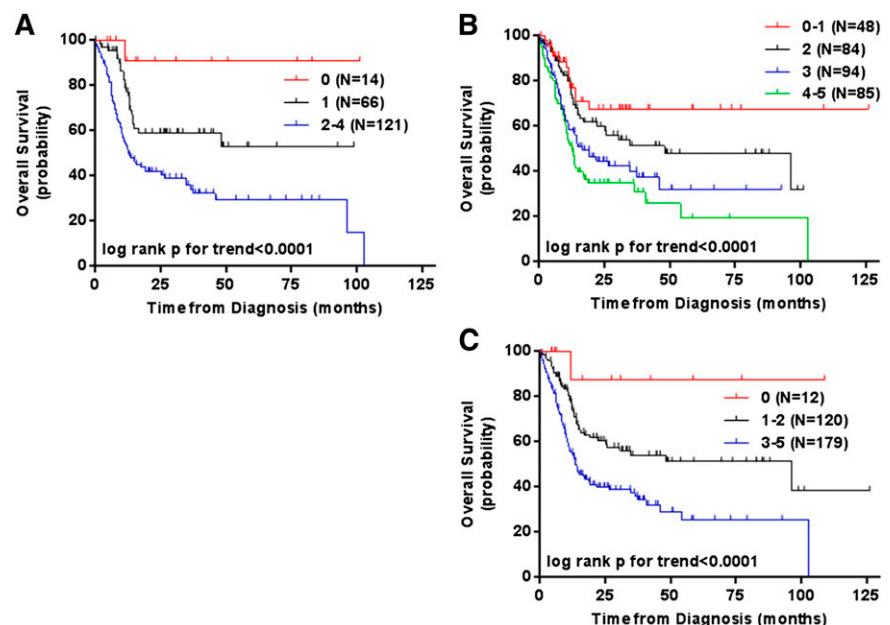 A
100
80
60
40
20
0
Overall Survival
(probability)
0 (N=14)
1 (N=66)
2-4 (N=121)
log rank p for trend<0.0001
0 25 50 75 100 125
Time from Diagnosis (months)
B
100
80
60
40
20
0
Overall Survival
(probability)
0-1 (N=48)
2 (N=84)
3 (N=94)
4-5 (N=85)
log rank p for trend<0.0001
0 25 50 75 100 125
Time from Diagnosis (months)
C
100
80
60
40
20
0
Overall Survival
(probability)
0 (N=12)
1-2 (N=120)
3-5 (N=179)
log rank p for trend<0.0001
0 25 50 75 100 125
Time from Diagnosis (months)